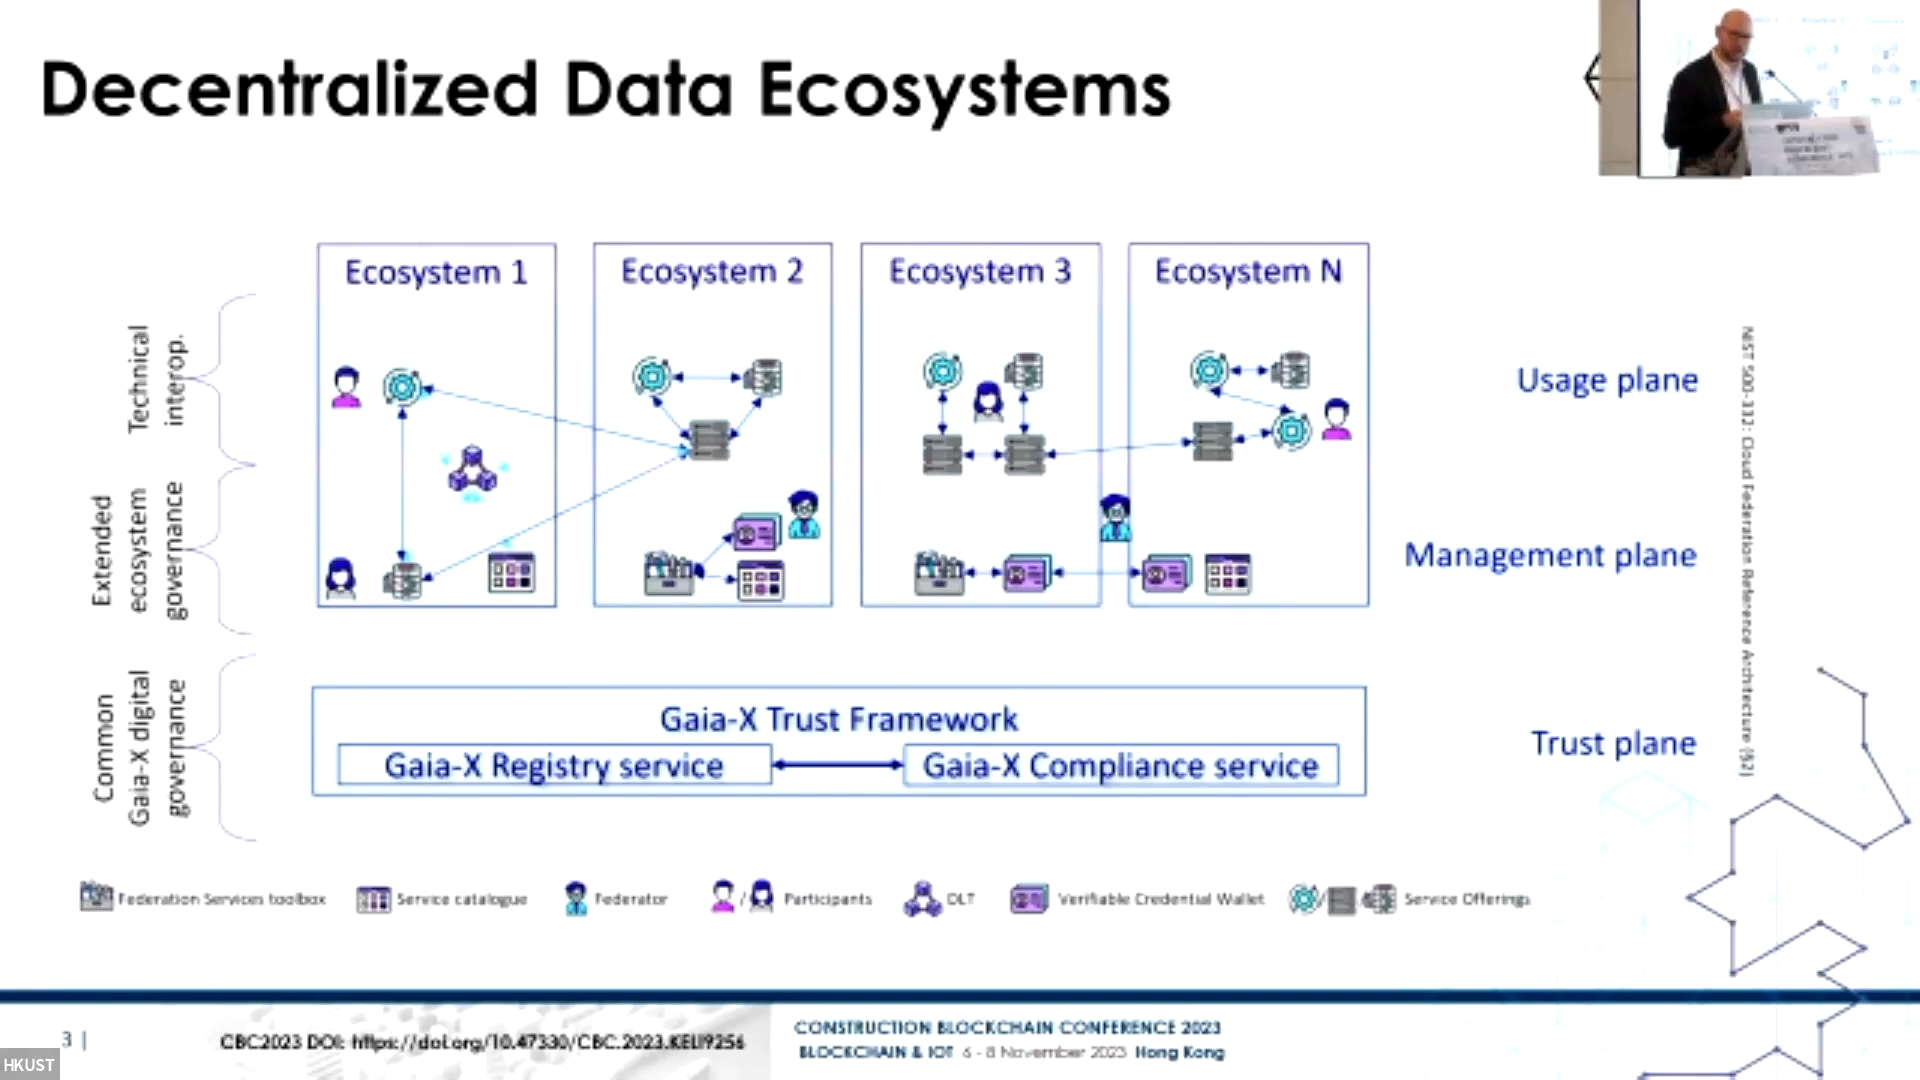 Decentralized Data Ecosystems
Ecosystem 1
Ecosystem 2
Ecosystem 3
Ecosystem N
Technical
interop.
Extended
ecosystem
governance
Common
Gaia-X digital
governance
Usage plane
Management plane
Trust plane
NIST 500-332: Cloud Federation Reference Architecture (§2)
Gaia-X Trust Framework
Gaia-X Registry service
Gaia-X Compliance service
Federation Services toolbox
Service catalogue
Federator
Participants
DLT
Verifiable Credential Wallet
Service Offerings
3 |
CBC2023 DOI: https://doi.org/10.47330/CBC.2023.KELI9256
CONSTRUCTION BLOCKCHAIN CONFERENCE 2023
BLOCKCHAIN & IOT 6 - 8 November 2023 Hong Kong
HKUST